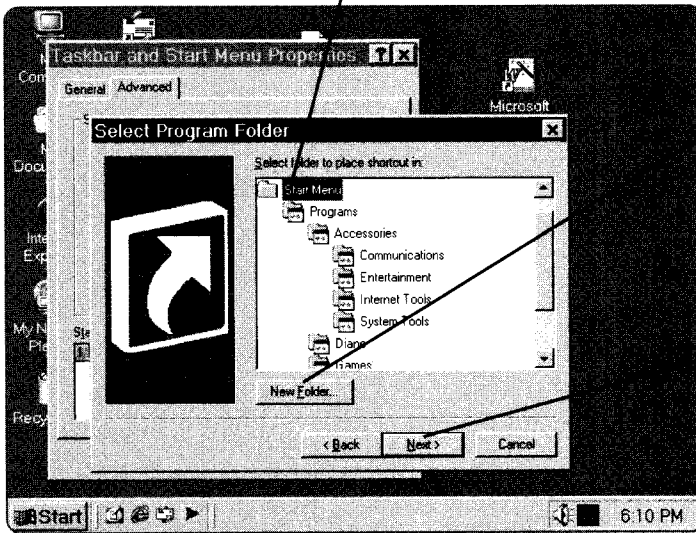 Taskbar and Start Menu Properties
General Advanced
Microsoft
Select Program Folder
Select folder to place shortcut in:
Start Menu
Programs
Accessories
Communications
Entertainment
Internet Tools
System Tools
Diane
Games
New Folder...
< Back Next > Cancel
Start 6:10 PM